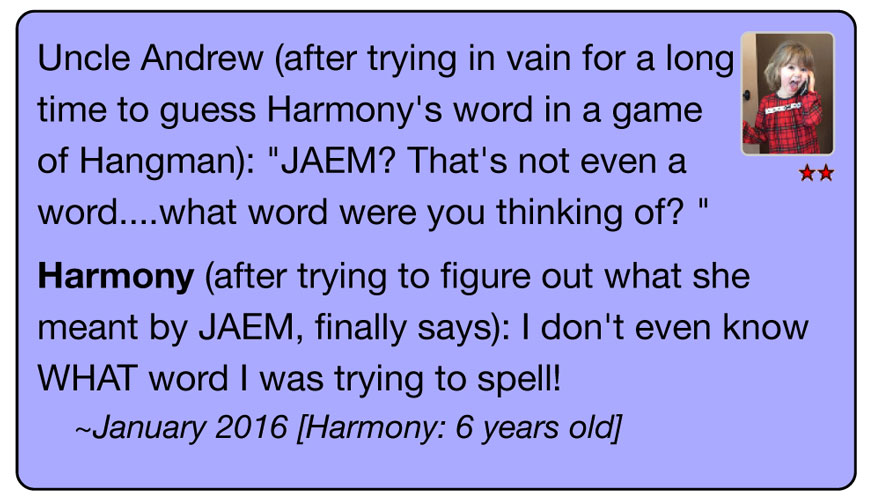 Uncle Andrew (after trying in vain for a long
time to guess Harmony's word in a game
of Hangman): "JAEM? That's not even a
word....what word were you thinking of? "
Harmony (after trying to figure out what she
meant by JAEM, finally says): I don't even know
WHAT word I was trying to spell!
~January 2016 [Harmony: 6 years old]